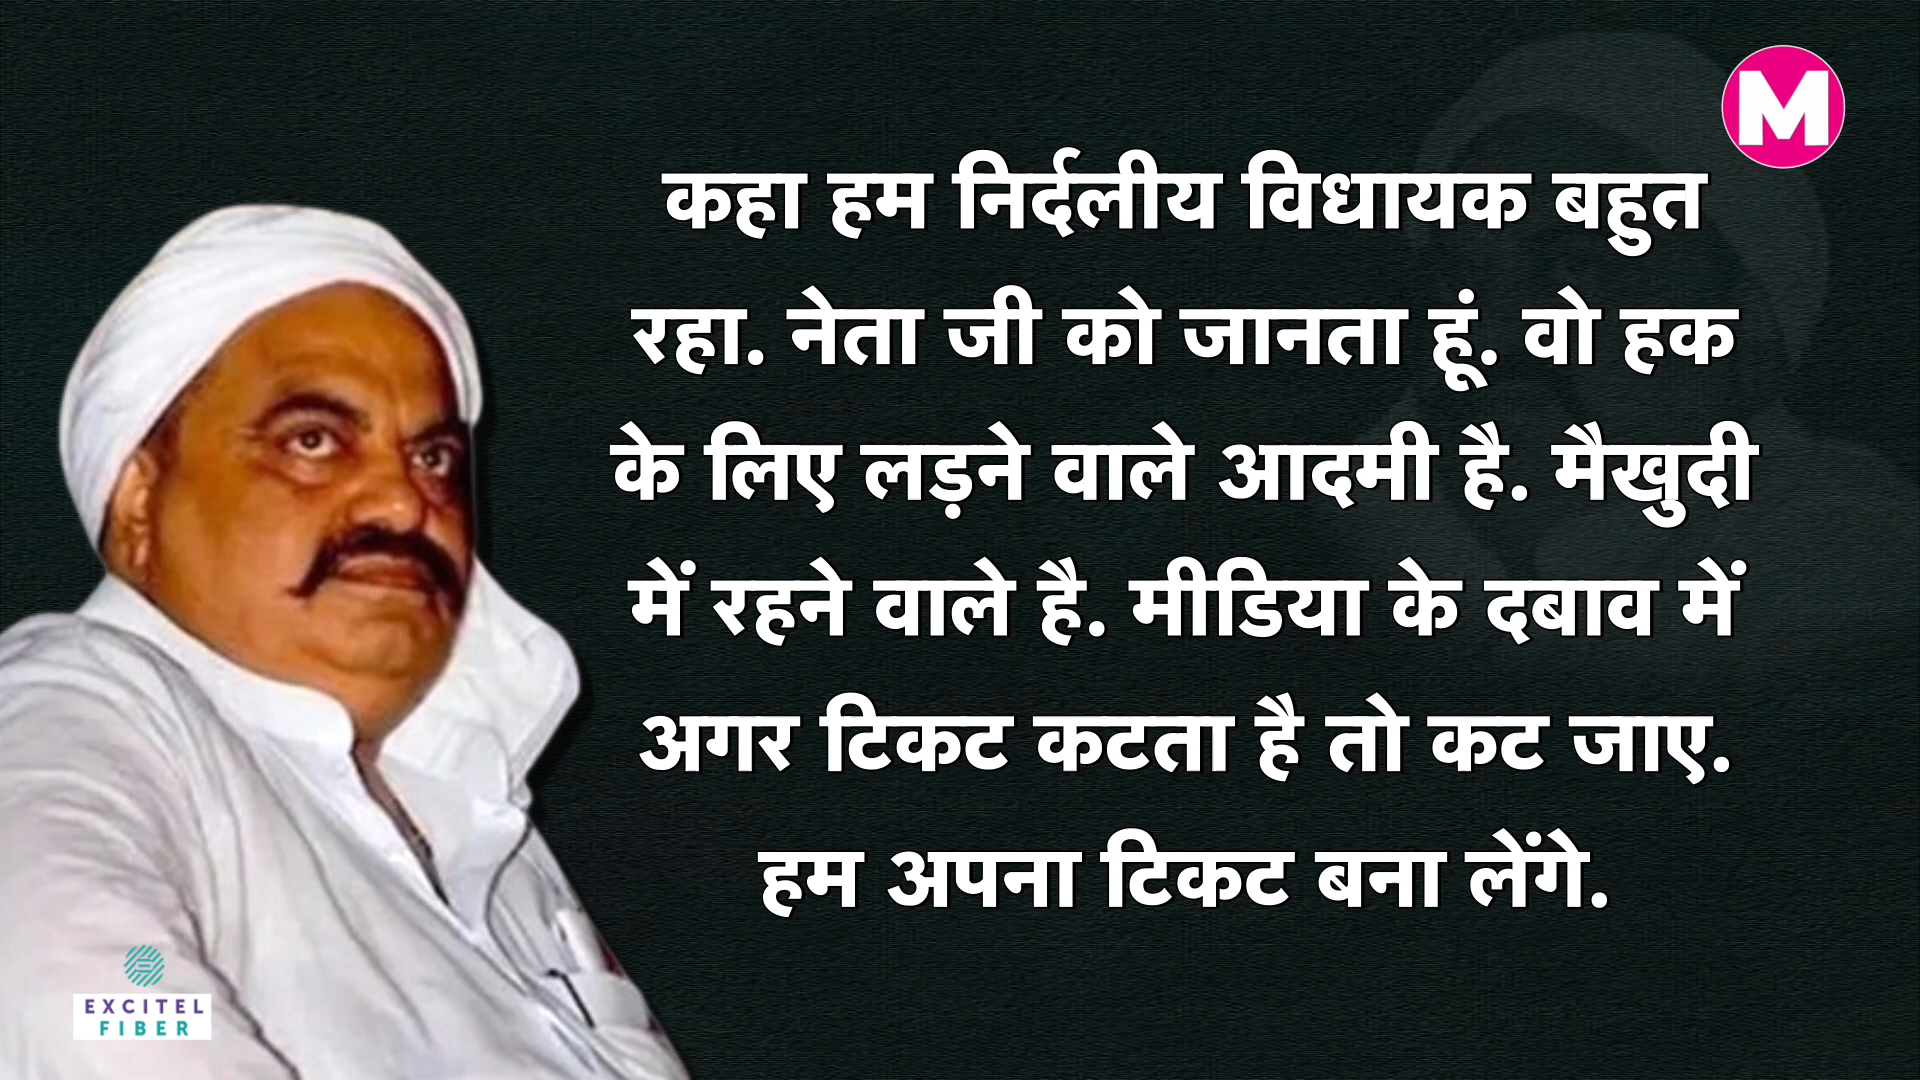 M
कहा हम निर्दलीय विधायक बहुत
रहा. नेता जी को जानता हूं. वो हक
के लिए लड़ने वाले आदमी है. मैखुदी
में रहने वाले है. मीडिया के दबाव में
अगर टिकट कटता है तो कट जाए.
हम अपना टिकट बना लेंगे.
EXCITEL
FIBER